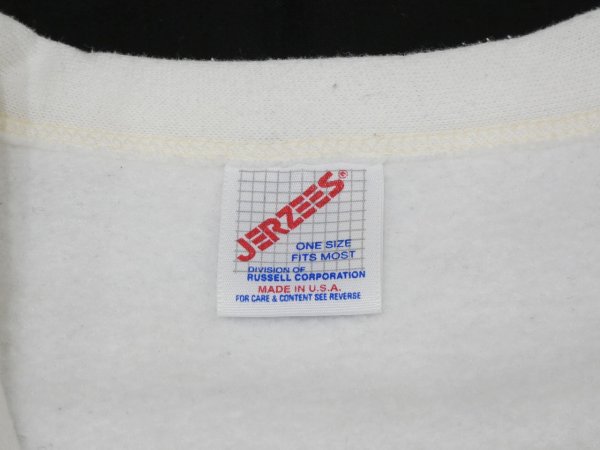 JERZEES®
ONE SIZE
FITS MOST
DIVISION OF
RUSSELL CORPORATION
MADE IN U.S.A.
FOR CARE & CONTENT SEE REVERSE